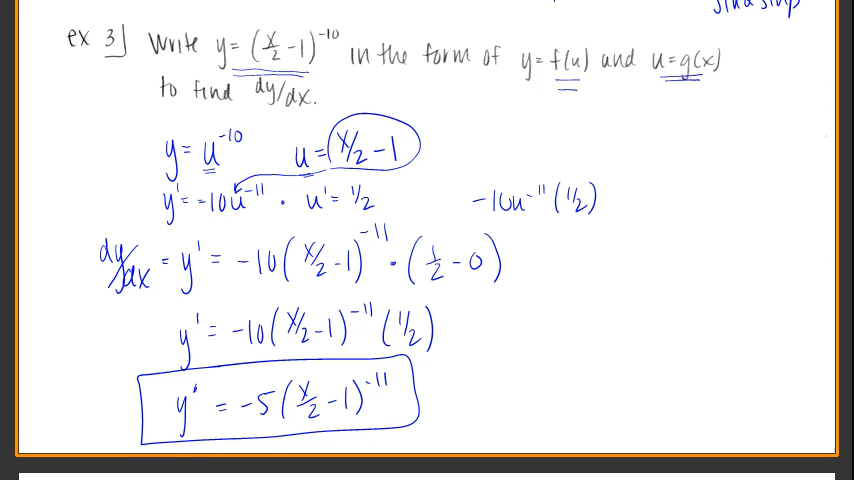 sinα sinβ
ex 3] Write y = (x/2 - 1)^-10 in the form of y = f(u) and u = g(x)
to find dy/dx.
y = u^-10 u = x/2 - 1
y' = -10u^-11 • u' = 1/2 -10u^-11 (1/2)
dy/dx = y' = -10(x/2 - 1)^-11 • (1/2 - 0)
y' = -10(x/2 - 1)^-11 (1/2)
y' = -5(x/2 - 1)^-11